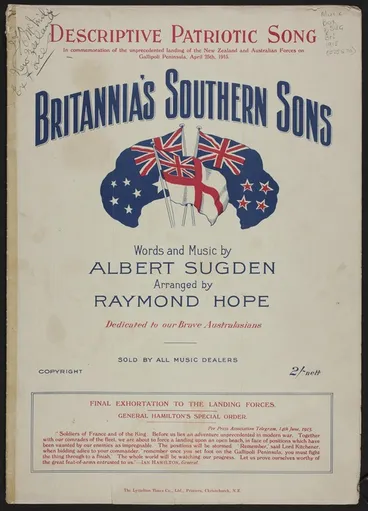 DESCRIPTIVE PATRIOTIC SONG
In commemoration of the unprecedented landing of the New Zealand and Australian Forces on
Gallipoli Peninsula, April 25th, 1915.
BRITANNIA'S SOUTHERN SONS
Words and Music by
ALBERT SUGDEN
Arranged by
RAYMOND HOPE
Dedicated to our Brave Australasians
SOLD BY ALL MUSIC DEALERS
COPYRIGHT
2/- nett
FINAL EXHORTATION TO THE LANDING FORCES.
GENERAL HAMILTON'S SPECIAL ORDER.
Per Press Association Telegram, 14th June, 1915.
"Soldiers of France and of the King: Before us lies an adventure unprecedented in modern war. Together
with our comrades of the fleet, we are about to force a landing upon an open beach, in face of positions which have
been vaunted by our enemies as impregnable. The positions will be stormed. 'Remember,' said Lord Kitchener,
when bidding adieu to your commander, 'remember once you set foot on the Gallipoli Peninsula, you must fight
the thing through to a finish.' The whole world will be watching our progress. Let us prove ourselves worthy of
the great feat-of-arms entrusted to us."—IAN HAMILTON, General.
The Lyttelton Times Co., Ltd., Printers, Christchurch, N.Z.